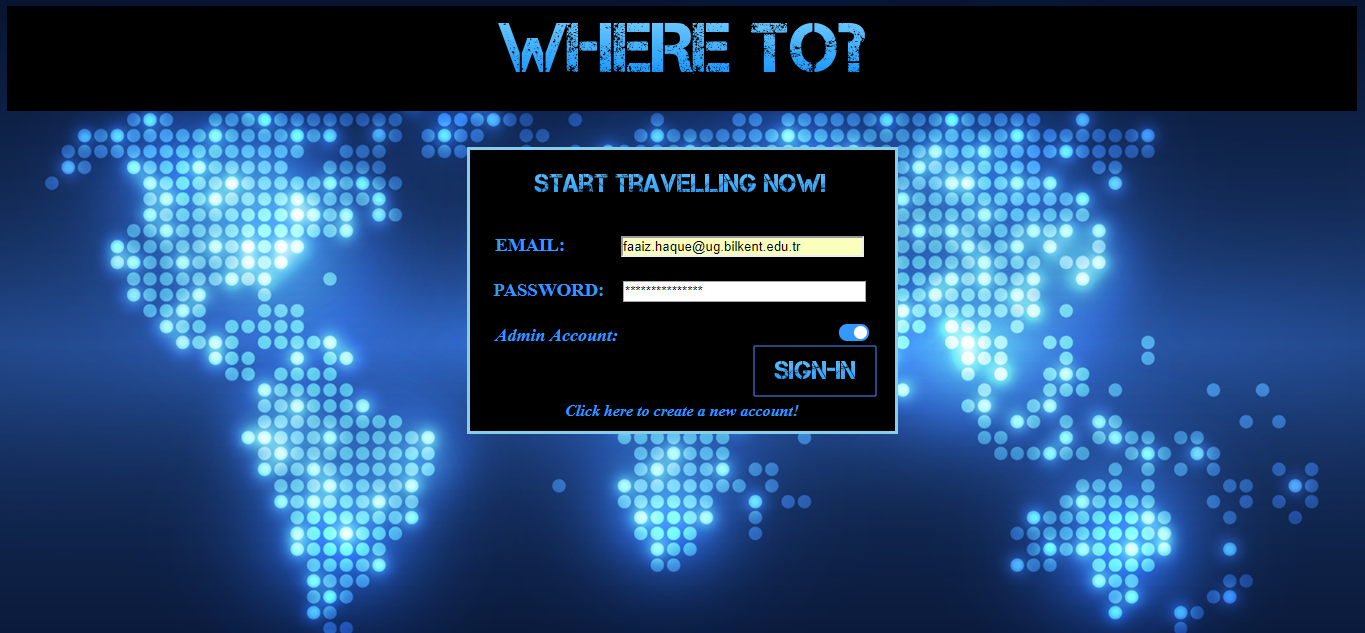 WHERE TO?
START TRAVELLING NOW!
EMAIL: faaiz.haque@ug.bilkent.edu.tr
PASSWORD: ***************
Admin Account:
SIGN-IN
Click here to create a new account!